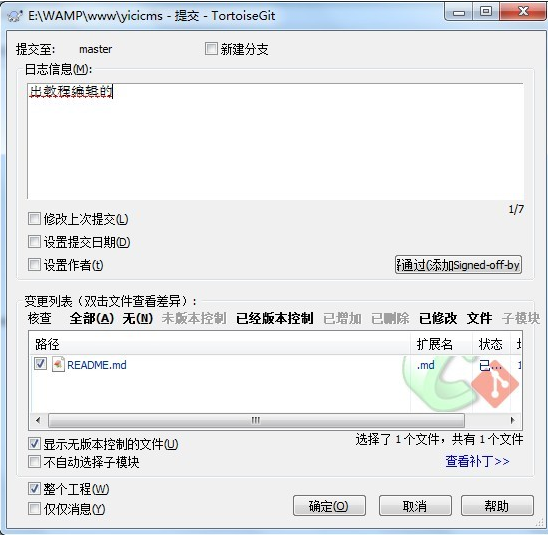 E:\WAMP\www\yicicms - 提交 - TortoiseGit
提交至: master 新建分支
日志信息(M):
出教程编辑的
1/7
修改上次提交(L)
设置提交日期(D)
设置作者(t)
通过(添加Signed-off-by
变更列表（双击文件查看差异）:
核查 全部(A) 无(N) 未版本控制 已经版本控制 已增加 已删除 已修改 文件 子模块
路径 扩展名 状态
README.md .md 已... 1
显示无版本控制的文件(U)
选择了 1 个文件，共有 1 个文件
不自动选择子模块
查看补丁>>
整个工程(W)
仅仅消息(Y)
确定(O) 取消 帮助